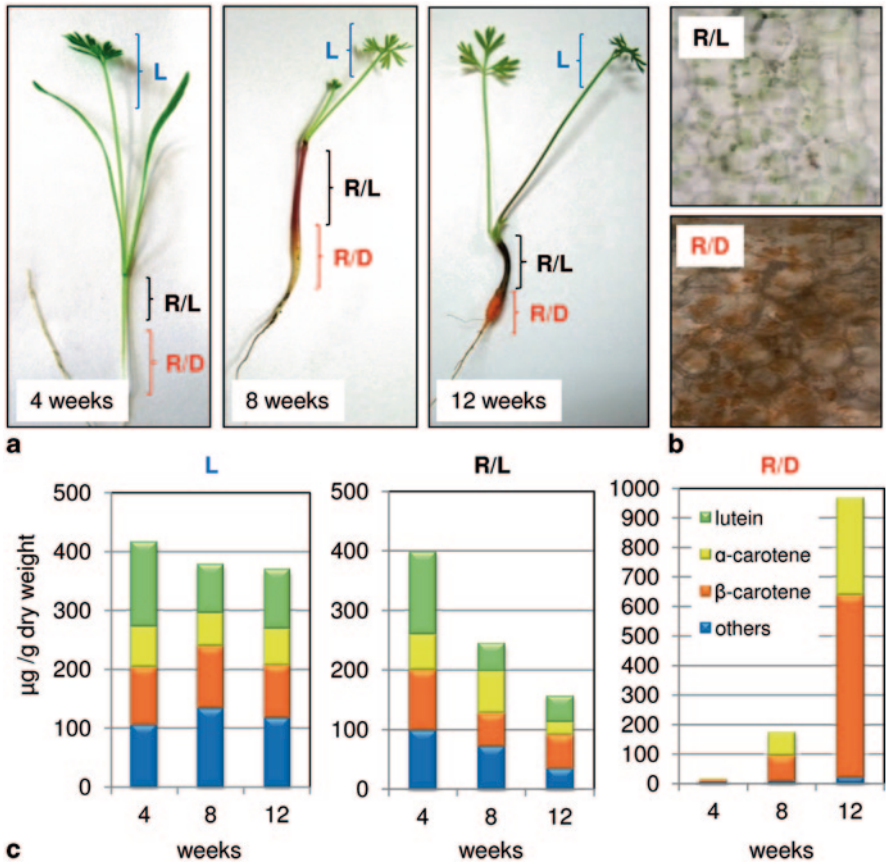 L
R/L
R/D
4 weeks
L
R/L
R/D
8 weeks
L
R/L
R/D
12 weeks
a
R/L
R/D
b
L
500
400
300
200
100
0
µg /g dry weight
4 8 12
weeks
R/L
500
400
300
200
100
0
4 8 12
weeks
R/D
1000
900
800
700
600
500
400
300
200
100
0
lutein
α-carotene
β-carotene
others
4 8 12
weeks
c